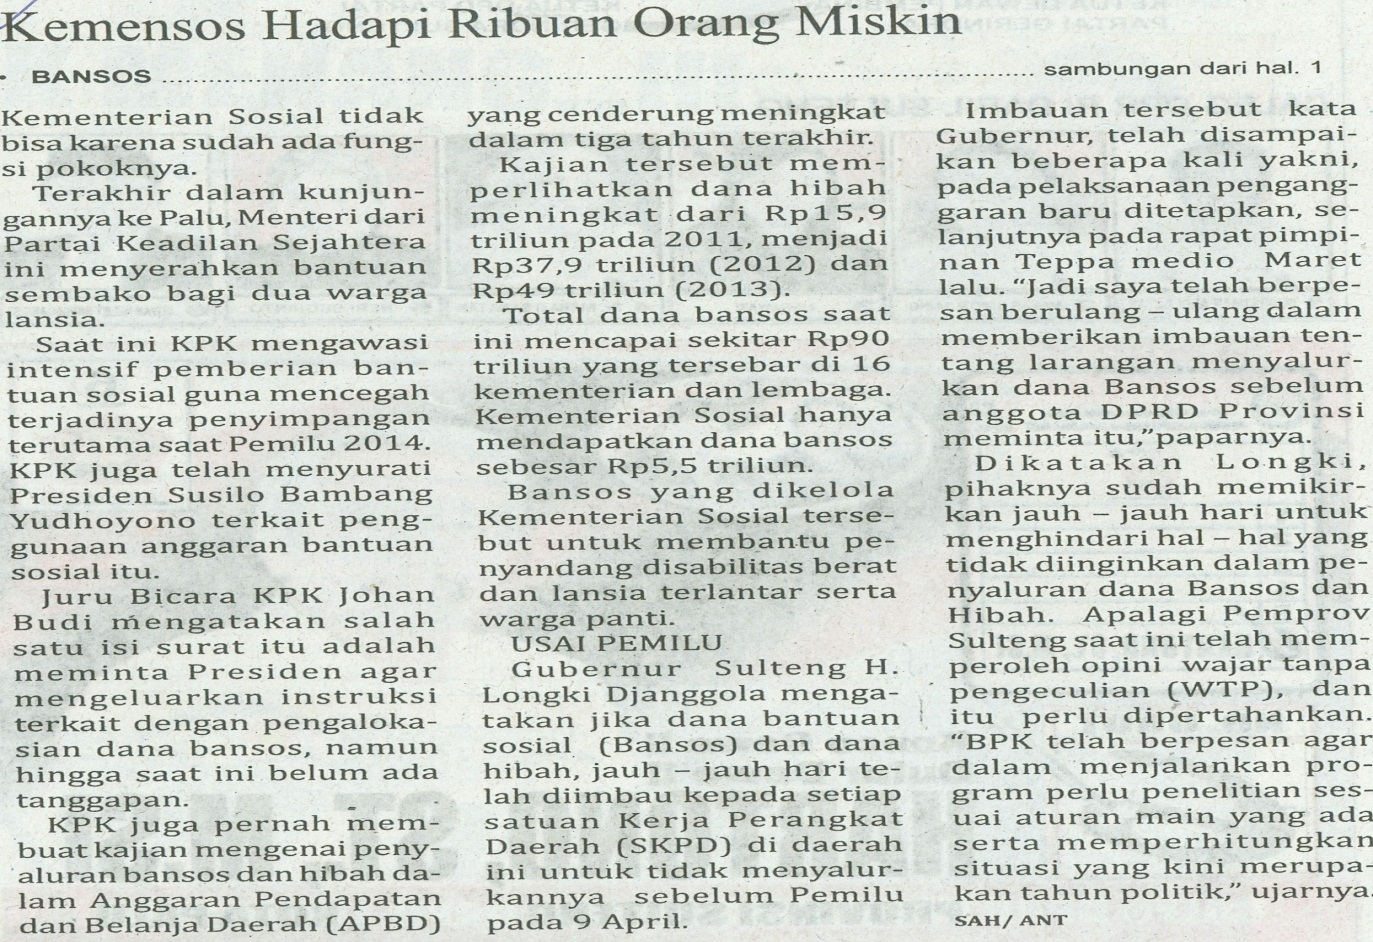 Kemensos Hadapi Ribuan Orang Miskin
• BANSOS ........ sambungan dari hal. 1
Kementerian Sosial tidak
bisa karena sudah ada fung-
si pokoknya.
Terakhir dalam kunjun-
gannya ke Palu, Menteri dari
Partai Keadilan Sejahtera
ini menyerahkan bantuan
sembako bagi dua warga
lansia.
Saat ini KPK mengawasi
intensif pemberian ban-
tuan sosial guna mencegah
terjadinya penyimpangan
terutama saat Pemilu 2014.
KPK juga telah menyurati
Presiden Susilo Bambang
Yudhoyono terkait peng-
gunaan anggaran bantuan
sosial itu.
Juru Bicara KPK Johan
Budi mengatakan salah
satu isi surat itu adalah
meminta Presiden agar
mengeluarkan instruksi
terkait dengan pengaloka-
sian dana bansos, namun
hingga saat ini belum ada
tanggapan.
KPK juga pernah mem-
buat kajian mengenai peny-
aluran bansos dan hibah da-
lam Anggaran Pendapatan
dan Belanja Daerah (APBD)
yang cenderung meningkat
dalam tiga tahun terakhir.
Kajian tersebut mem-
perlihatkan dana hibah
meningkat dari Rp15,9
triliun pada 2011, menjadi
Rp37,9 triliun (2012) dan
Rp49 triliun (2013).
Total dana bansos saat
ini mencapai sekitar Rp90
triliun yang tersebar di 16
kementerian dan lembaga.
Kementerian Sosial hanya
mendapatkan dana bansos
sebesar Rp5,5 triliun.
Bansos yang dikelola
Kementerian Sosial terse-
but untuk membantu pe-
nyandang disabilitas berat
dan lansia terlantar serta
warga panti.
USAI PEMILU
Gubernur Sulteng H.
Longki Djanggola menga-
takan jika dana bantuan
sosial (Bansos) dan dana
hibah, jauh – jauh hari te-
lah diimbau kepada setiap
satuan Kerja Perangkat
Daerah (SKPD) di daerah
ini untuk tidak menyalur-
kannya sebelum Pemilu
pada 9 April.
Imbauan tersebut kata
Gubernur, telah disampai-
kan beberapa kali yakni,
pada pelaksanaan pengang-
garan baru ditetapkan, se-
lanjutnya pada rapat pimpi-
nan Teppa medio Maret
lalu. “Jadi saya telah berpe-
san berulang – ulang dalam
memberikan imbauan ten-
tang larangan menyalur-
kan dana Bansos sebelum
anggota DPRD Provinsi
meminta itu,”paparnya.
Dikatakan Longki,
pihaknya sudah memikir-
kan jauh – jauh hari untuk
menghindari hal – hal yang
tidak diinginkan dalam pe-
nyaluran dana Bansos dan
Hibah. Apalagi Pemprov
Sulteng saat ini telah mem-
peroleh opini wajar tanpa
pengeculian (WTP), dan
itu perlu dipertahankan.
“BPK telah berpesan agar
dalam menjalankan pro-
gram perlu penelitian ses-
uai aturan main yang ada
serta memperhitungkan
situasi yang kini merupa-
kan tahun politik,” ujarnya.
SAH/ ANT